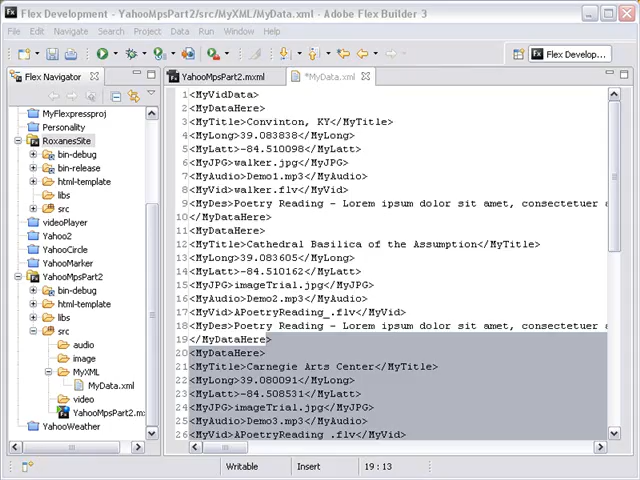 Flex Development - YahooMpsPart2/src/MyXML/MyData.xml - Adobe Flex Builder 3
File Edit Navigate Search Project Data Run Window Help
Flex Develop...
Flex Navigator
YahooMpsPart2.mxml
*MyData.xml
MyFlexpressproj
Personality
RoxanesSite
bin-debug
bin-release
html-template
libs
src
videoPlayer
Yahoo2
YahooCircle
YahooMarker
YahooMpsPart2
bin-debug
html-template
libs
src
audio
image
MyXML
MyData.xml
video
YahooMpsPart2.m
YahooWeather
1 <MyVidData>
2 <MyDataHere>
3 <MyTitle>Convinton, KY</MyTitle>
4 <MyLong>39.083838</MyLong>
5 <MyLatt>-84.510098</MyLatt>
6 <MyJPG>walker.jpg</MyJPG>
7 <MyAudio>Demo1.mp3</MyAudio>
8 <MyVid>walker.flv</MyVid>
9 <MyDes>Poetry Reading - Lorem ipsum dolor sit amet, consectetuer a
10 </MyDataHere>
11 <MyDataHere>
12 <MyTitle>Cathedral Basilica of the Assumption</MyTitle>
13 <MyLong>39.083605</MyLong>
14 <MyLatt>-84.510162</MyLatt>
15 <MyJPG>imageTrial.jpg</MyJPG>
16 <MyAudio>Demo2.mp3</MyAudio>
17 <MyVid>APoetryReading_.flv</MyVid>
18 <MyDes>Poetry Reading - Lorem ipsum dolor sit amet, consectetuer a
19 </MyDataHere>
20 <MyDataHere>
21 <MyTitle>Carnegie Arts Center</MyTitle>
22 <MyLong>39.080091</MyLong>
23 <MyLatt>-84.508531</MyLatt>
24 <MyJPG>imageTrial.jpg</MyJPG>
25 <MyAudio>Demo3.mp3</MyAudio>
26 <MyVid>APoetryReading_.flv</MyVid>
Writable Insert 19 : 13